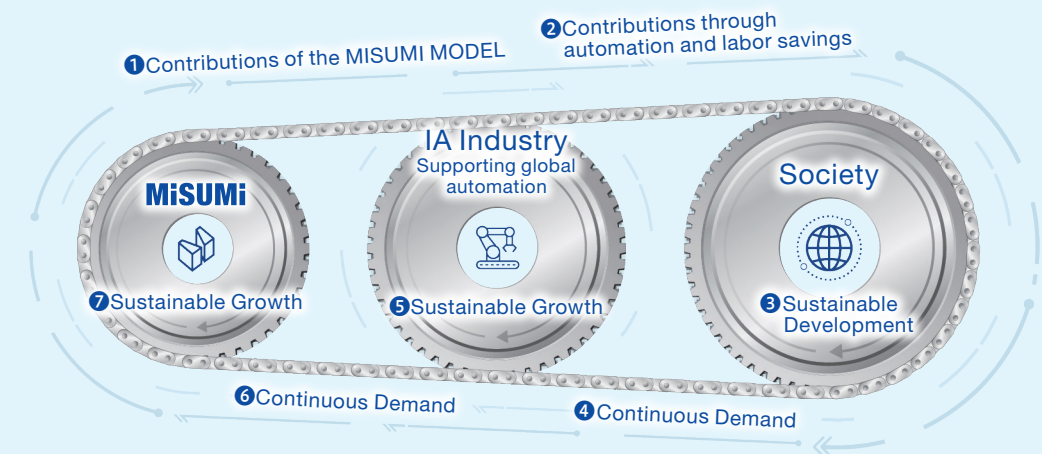 ❶Contributions of the MISUMI MODEL
❷Contributions through
automation and labor savings
MiSUMi
IA Industry
Supporting global
automation
Society
❼Sustainable Growth
❺Sustainable Growth
❸Sustainable
Development
❻Continuous Demand
❹Continuous Demand